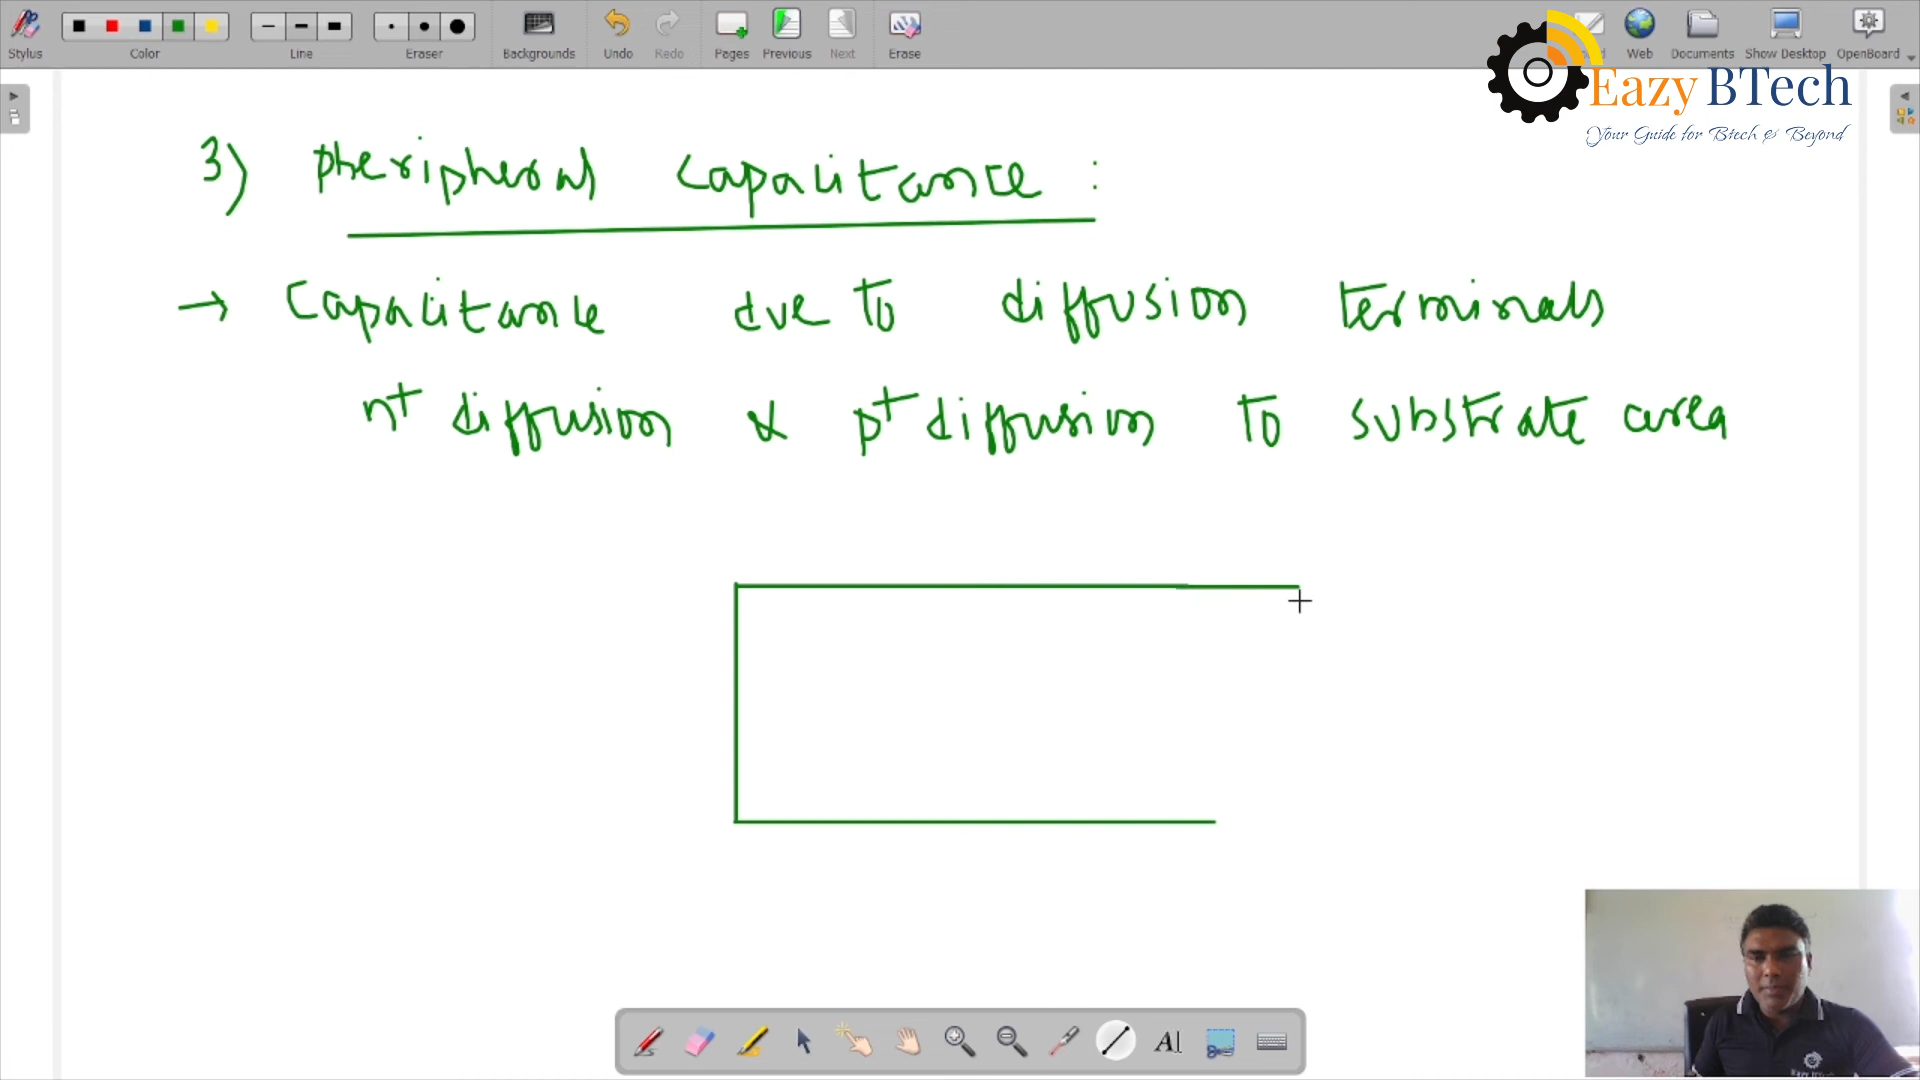 Stylus Color Line Eraser Backgrounds Undo Redo Pages Previous Next Erase Web Documents Show Desktop OpenBoard
Eazy BTech
Your Guide for Btech & Beyond
3) Pheripheral Capacitance :
→ Capacitance due to diffusion terminals
n+ diffusion & p+ diffusion to substrate area
AI